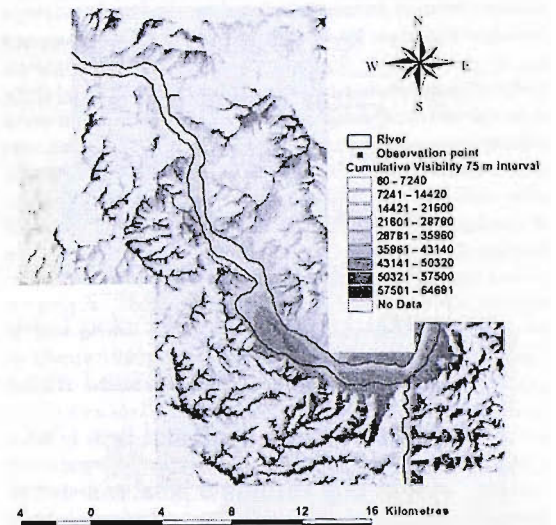 N
W E
S
River
Observation point
Cumulative Visibility 75 m Interval
60 - 7240
7241 - 14420
14421 - 21600
21601 - 28780
28781 - 35960
35961 - 43140
43141 - 50320
50321 - 57500
57501 - 64691
No Data
4 0 4 8 12 16 Kilometres